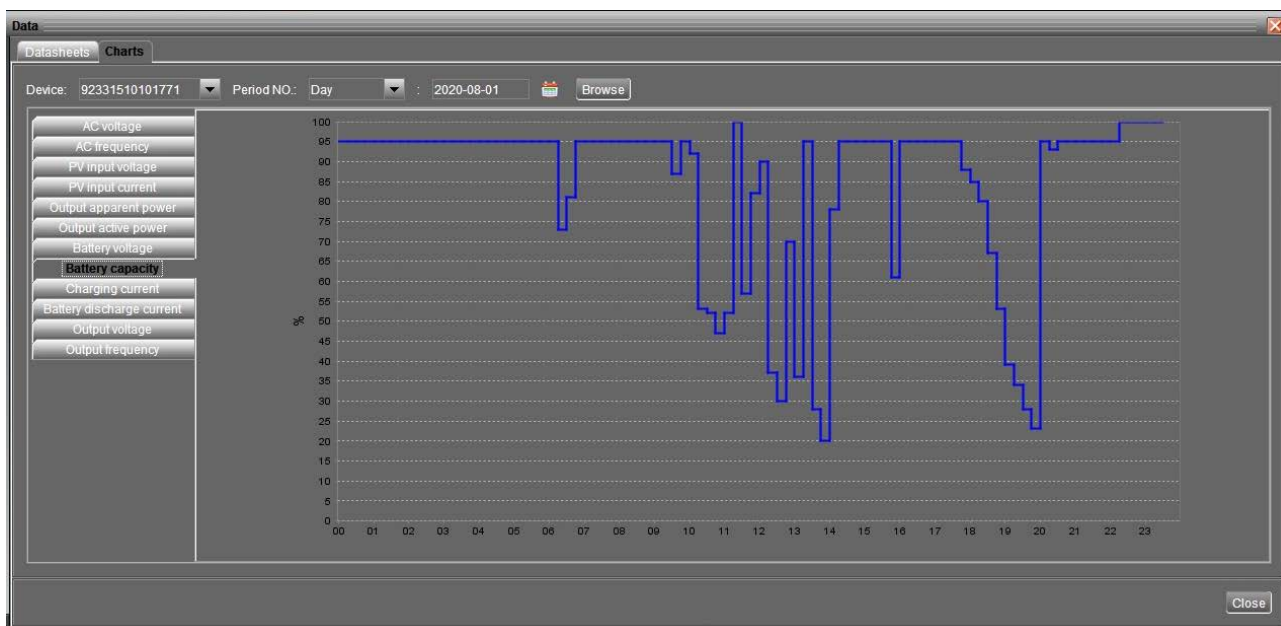 Data
Datasheets Charts
Device: 92331510101771 Period NO.: Day : 2020-08-01 Browse
AC voltage
AC frequency
PV input voltage
PV input current
Output apparent power
Output active power
Battery voltage
Battery capacity
Charging current
Battery discharge current
Output voltage
Output frequency
%
100
95
90
85
80
75
70
65
60
55
50
45
40
35
30
25
20
15
10
5
0
00 01 02 03 04 05 06 07 08 09 10 11 12 13 14 15 16 17 18 19 20 21 22 23
Close